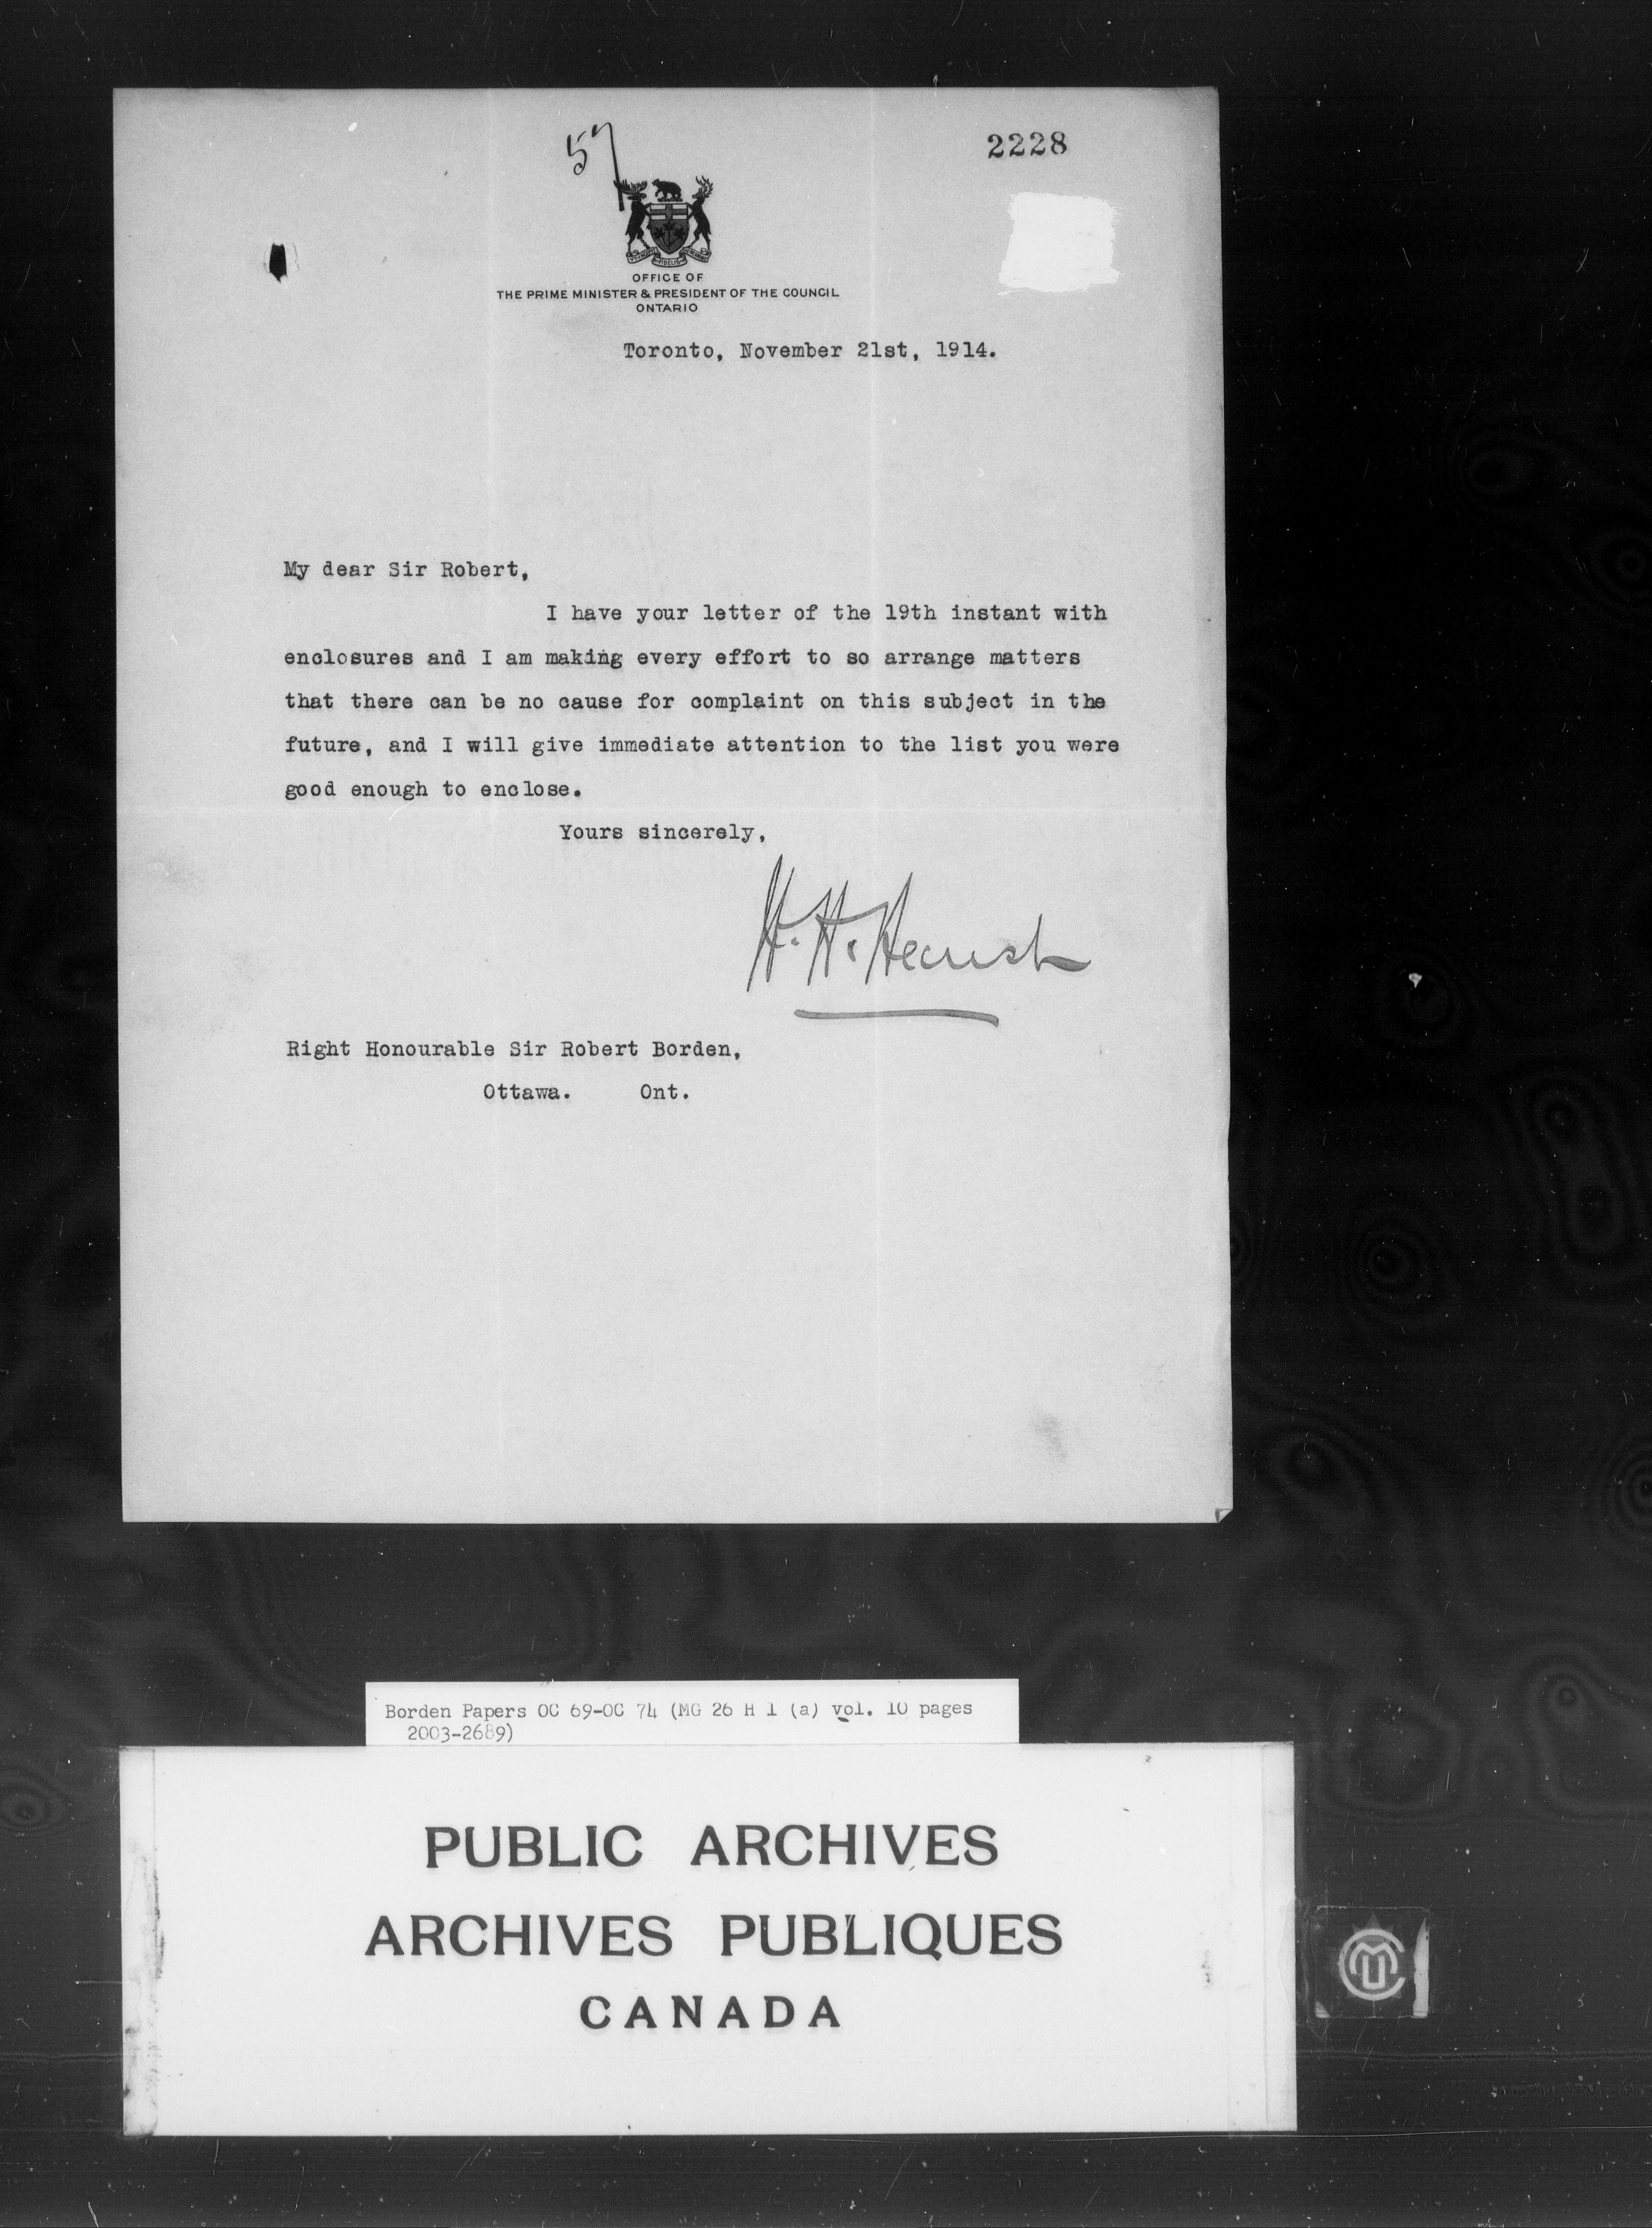 57
2228
FIDELIS
OFFICE OF
THE PRIME MINISTER & PRESIDENT OF THE COUNCIL
ONTARIO
Toronto, November 21st, 1914.
My dear Sir Robert,
I have your letter of the 19th instant with
enclosures and I am making every effort to so arrange matters
that there can be no cause for complaint on this subject in the
future, and I will give immediate attention to the list you were
good enough to enclose.
Yours sincerely,
H. H. Hearst
Right Honourable Sir Robert Borden,
Ottawa. Ont.
Borden Papers OC 69-OC 74 (MG 26 H 1 (a) vol. 10 pages
2003-2689)
PUBLIC ARCHIVES
ARCHIVES PUBLIQUES
CANADA